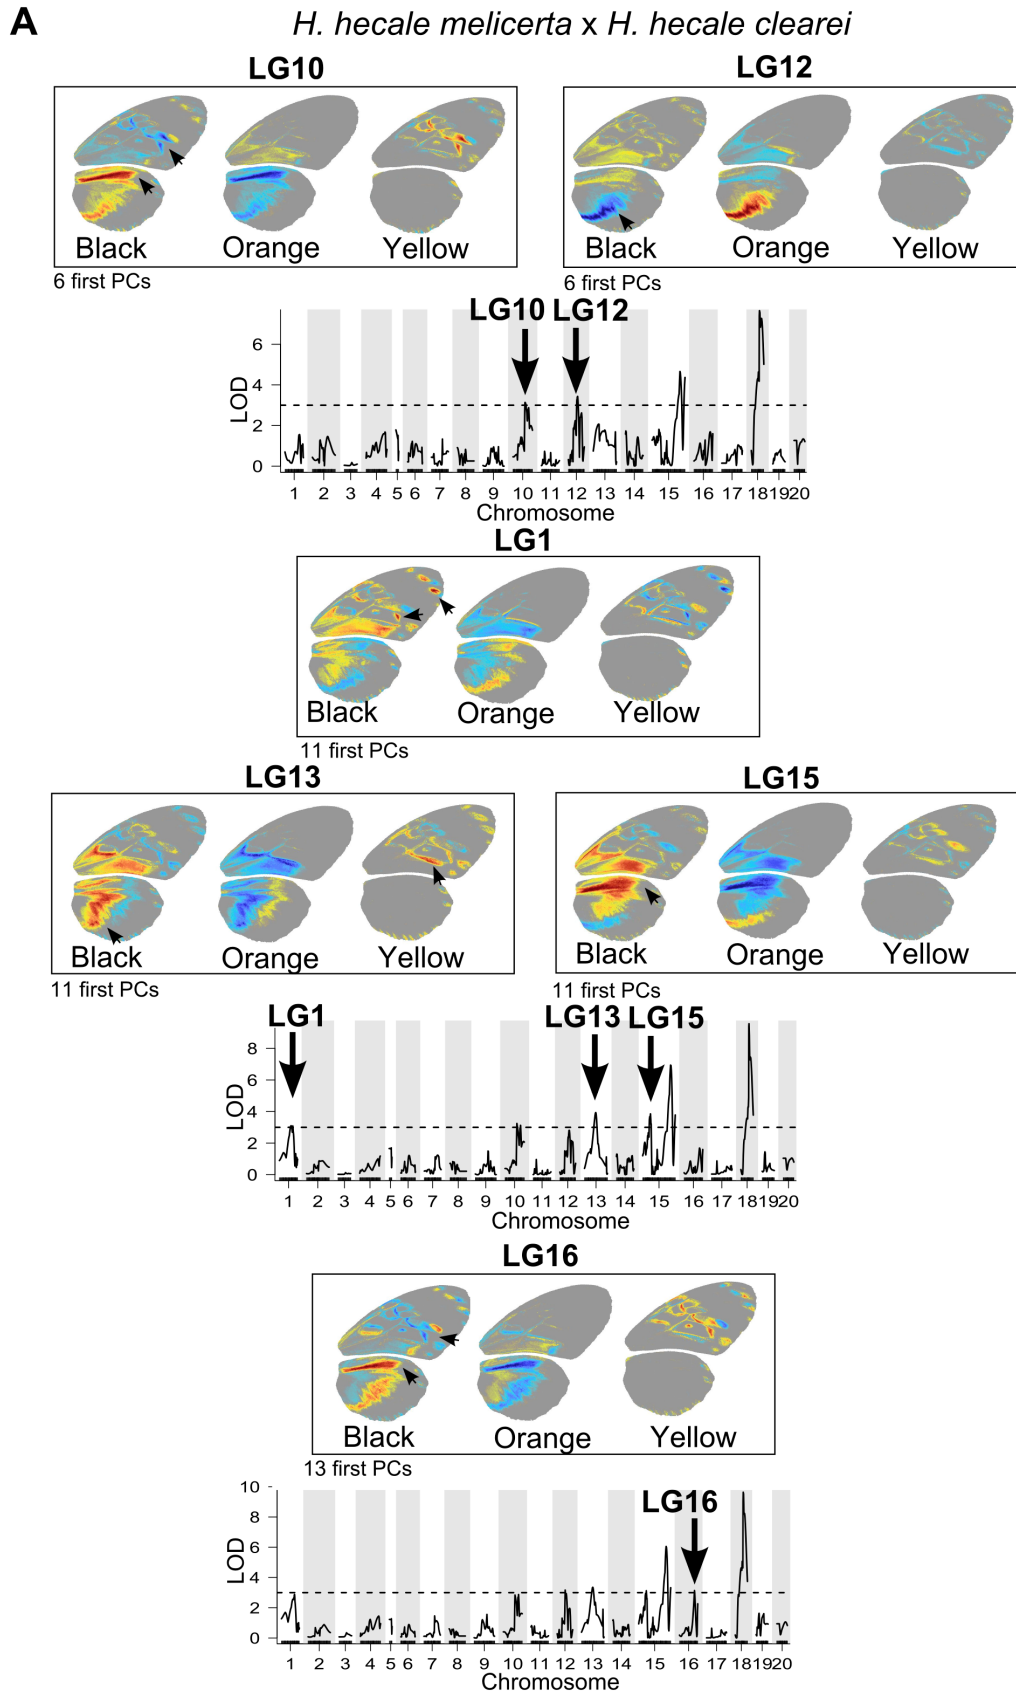 A
H. hecale melicerta x H. hecale clearei
LG10
LG12
Black Orange Yellow
Black Orange Yellow
6 first PCs
6 first PCs
LG10 LG12
LOD
6
4
2
0
1 2 3 4 5 6 7 8 9 10 11 12 13 14 15 16 17 18 19 20
Chromosome
LG1
Black Orange Yellow
11 first PCs
LG13
LG15
Black Orange Yellow
Black Orange Yellow
11 first PCs
11 first PCs
LG1 LG13 LG15
LOD
8
6
4
2
0
1 2 3 4 5 6 7 8 9 10 11 12 13 14 15 16 17 18 19 20
Chromosome
LG16
Black Orange Yellow
13 first PCs
LG16
LOD
10
8
6
4
2
0
1 2 3 4 5 6 7 8 9 10 11 12 13 14 15 16 17 18 19 20
Chromosome